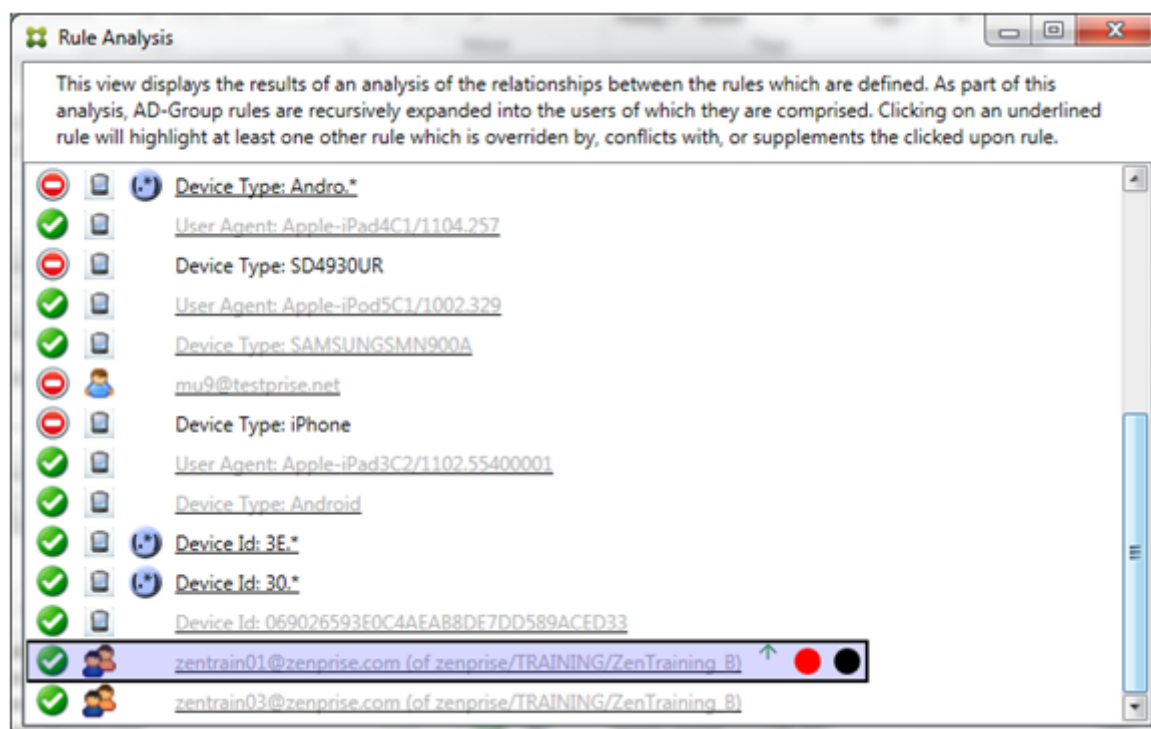 Rule Analysis
This view displays the results of an analysis of the relationships between the rules which are defined. As part of this
analysis, AD-Group rules are recursively expanded into the users of which they are comprised. Clicking on an underlined
rule will highlight at least one other rule which is overriden by, conflicts with, or supplements the clicked upon rule.
(.*) Device Type: Andro.*
User Agent: Apple-iPad4C1/1104.257
Device Type: SD4930UR
User Agent: Apple-iPod5C1/1002.329
Device Type: SAMSUNGSMN900A
mu9@testprise.net
Device Type: iPhone
User Agent: Apple-iPad3C2/1102.55400001
Device Type: Android
(.*) Device Id: 3E.*
(.*) Device Id: 30.*
Device Id: 069026593E0C4AEAB8DE7DD589ACED33
zentrain01@zenprise.com (of zenprise/TRAINING/ZenTraining_B)
zentrain03@zenprise.com (of zenprise/TRAINING/ZenTraining_B)